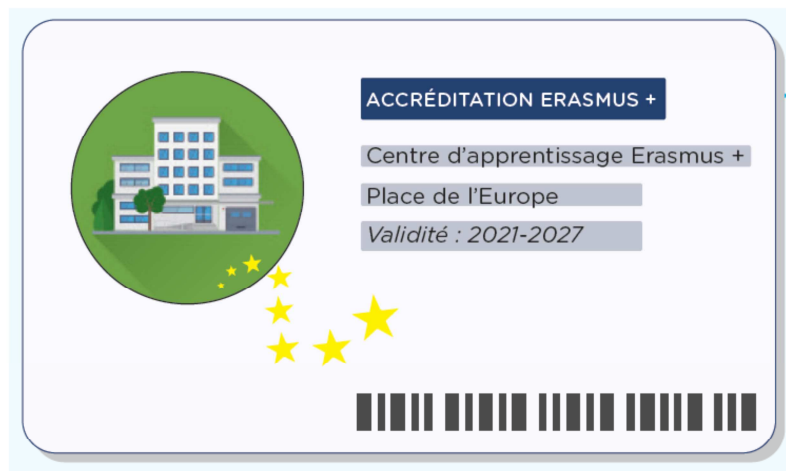 ACCRÉDITATION ERASMUS +
Centre d'apprentissage Erasmus +
Place de l'Europe
Validité : 2021-2027